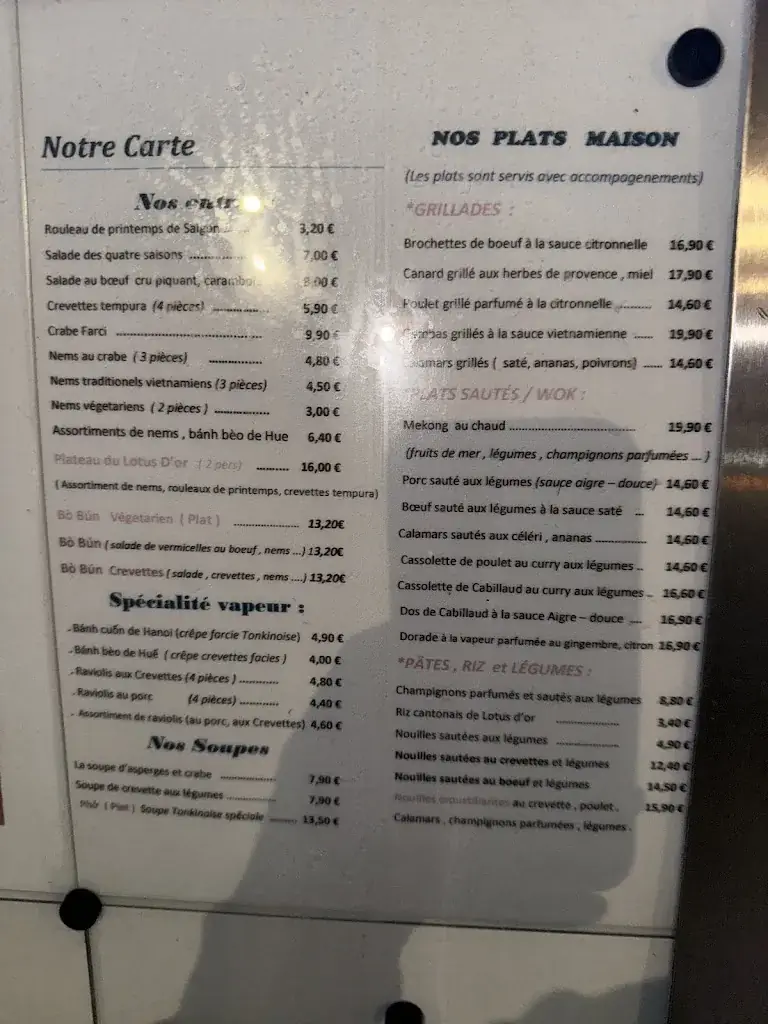 Notre Carte
Nos entr
Rouleau de printemps de Saigon 3,20 €
Salade des quatre saisons .............. 7,00 €
Salade au bœuf cru piquant, carambol 8,00 €
Crevettes tempura (4 pièces) .............. 5,90 €
Crabe Farci .............. 9,90 €
Nems au crabe ( 3 pièces) .............. 4,80 €
Nems traditionels vietnamiens (3 pièces) 4,50 €
Nems végetariens ( 2 pièces ) .............. 3,00 €
Assortiments de nems , bánh bèo de Hue 6,40 €
Plateau du Lotus D'or ( 2 pers) .......... 16,00 €
( Assortiment de nems, rouleaux de printemps, crevettes tempura)
Bò Bún Végetarien ( Plat ) .............. 13,20€
Bò Bún ( salade de vermicelles au boeuf , nems ...) 13,20€
Bò Bún Crevettes ( salade , crevettes , nems ....) 13,20€
Spécialité vapeur :
- Bánh cuốn de Hanoi (crêpe farcie Tonkinoise) 4,90 €
- Bánh bèo de Huê ( crêpe crevettes facies ) 4,00 €
- Raviolis aux Crevettes (4 pièces ) ........... 4,80 €
- Raviolis au porc (4 pièces) ........... 4,40 €
- Assortiment de raviolis (au porc, aux Crevettes) 4,60 €
Nos Soupes
La soupe d'asperges et crabe .............. 7,90 €
Soupe de crevette aux légumes .............. 7,90 €
( Plat ) Soupe Tonkinoise spéciale ........ 13,50 €
NOS PLATS MAISON
(Les plats sont servis avec accompagenements)
*GRILLADES :
Brochettes de boeuf à la sauce citronnelle 16,90 €
Canard grillé aux herbes de provence , miel 17,90 €
Poulet grillé parfumé à la citronnelle ......... 14,60 €
grillés à la sauce vietnamienne ...... 19,90 €
grillés ( saté, ananas, poivrons) ...... 14,60 €
PLATS SAUTÉS / WOK :
Mekong au chaud .............................. 19,90 €
(fruits de mer , légumes , champignons parfumées ... )
Porc sauté aux légumes (sauce aigre – douce) 14,60 €
Bœuf sauté aux légumes à la sauce saté ... 14,60 €
Calamars sautés aux céléri , ananas .............. 14,60 €
Cassolette de poulet au curry aux légumes .. 14,60 €
Cassolette de Cabillaud au curry aux légumes .. 16,60 €
Dos de Cabillaud à la sauce Aigre – douce .... 16,90 €
Dorade à la vapeur parfumée au gingembre, citron 16,90 €
*PÂTES , RIZ et LÉGUMES :
Champignons parfumés et sautés aux légumes 8,80 €
Riz cantonais de Lotus d'or .............. 3,40 €
Nouilles sautées aux légumes .............. 4,90 €
Nouilles sautées au crevettes et légumes 12,40 €
Nouilles sautées au boeuf et légumes 14,50 €
Nouilles croustillantes au crevette , poulet , 15,90 €
Calamars , champignons parfumées , légumes .